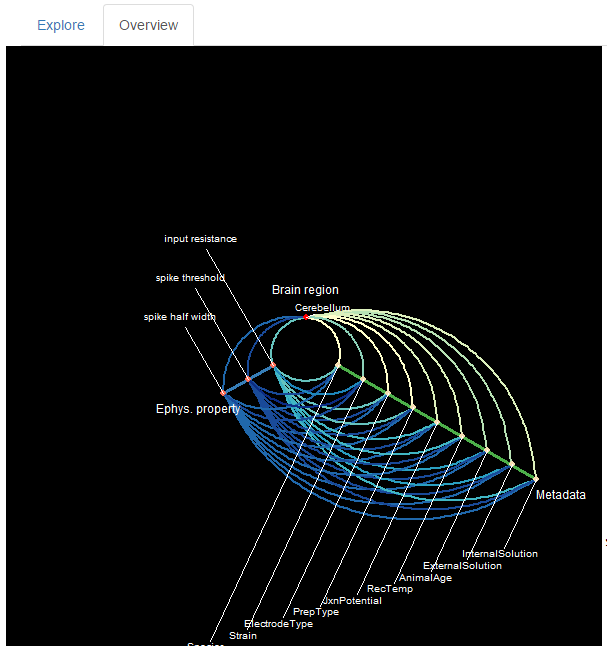 Explore
Overview
input resistance
spike threshold
Brain region
Cerebellum
spike half width
Ephys. property
Metadata
InternalSolution
ExternalSolution
AnimalAge
RecTemp
JxnPotential
PrepType
ElectrodeType
Strain
Species